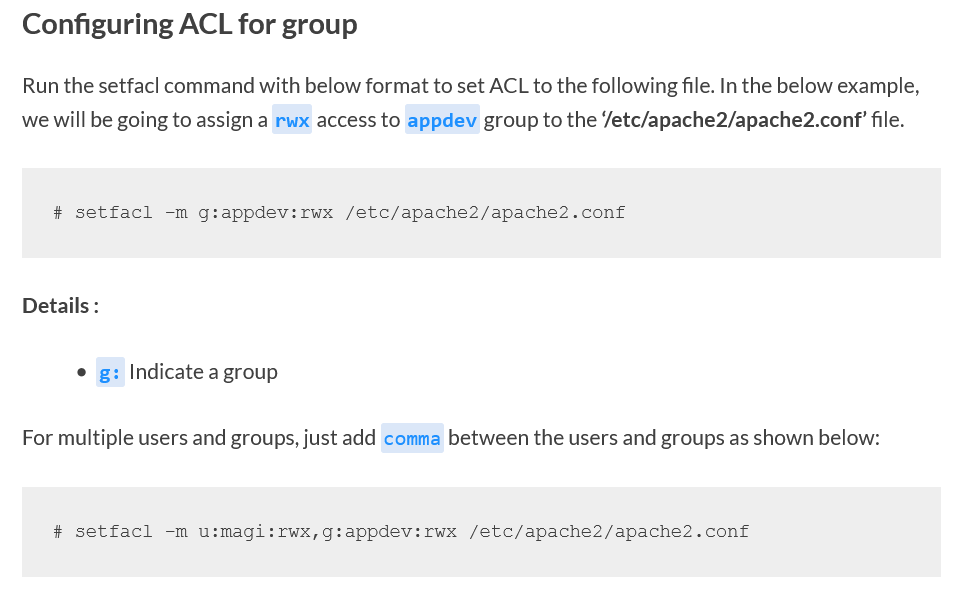 Configuring ACL for group
Run the setfacl command with below format to set ACL to the following file. In the below example,
we will be going to assign a rwx access to appdev group to the ‘/etc/apache2/apache2.conf’ file.
# setfacl -m g:appdev:rwx /etc/apache2/apache2.conf
Details :
• g: Indicate a group
For multiple users and groups, just add comma between the users and groups as shown below:
# setfacl -m u:magi:rwx,g:appdev:rwx /etc/apache2/apache2.conf